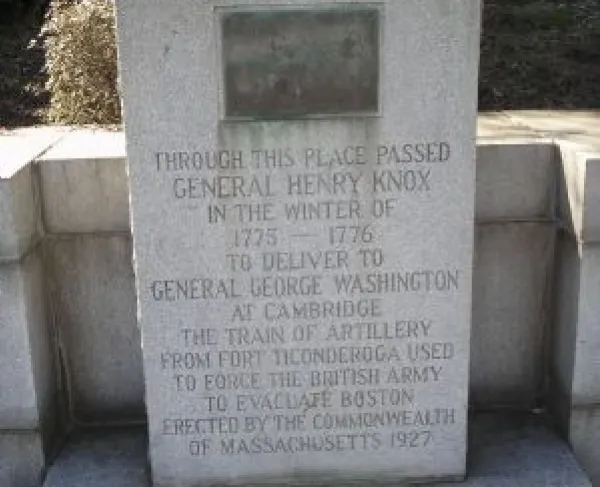 THROUGH THIS PLACE PASSED
GENERAL HENRY KNOX
IN THE WINTER OF
1775 — 1776
TO DELIVER TO
GENERAL GEORGE WASHINGTON
AT CAMBRIDGE
THE TRAIN OF ARTILLERY
FROM FORT TICONDEROGA USED
TO FORCE THE BRITISH ARMY
TO EVACUATE BOSTON
ERECTED BY THE COMMONWEALTH
OF MASSACHUSETTS 1927